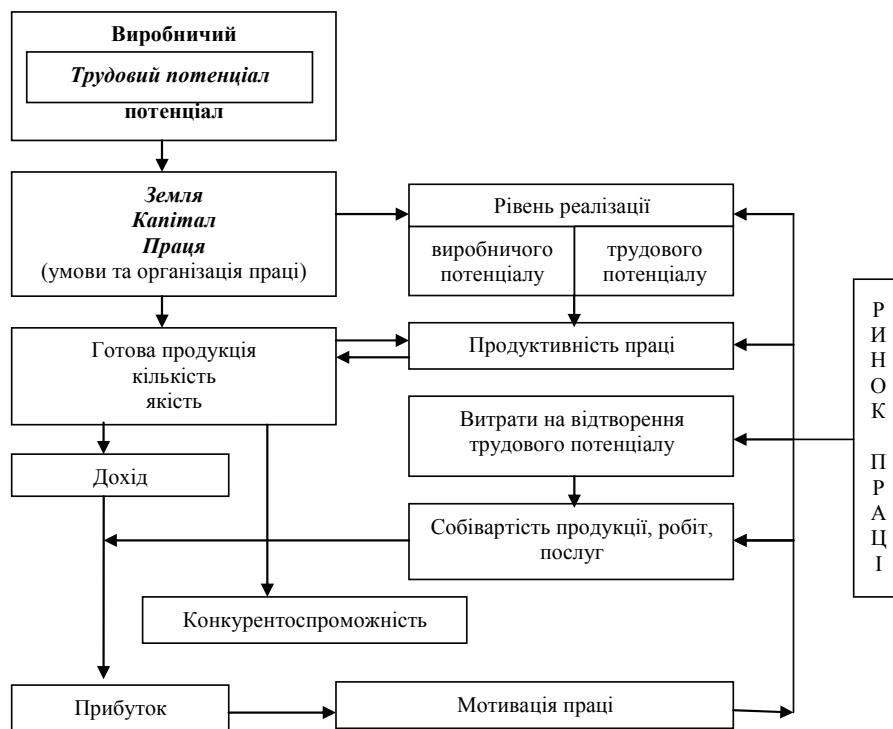 Виробничий
Трудовий потенціал
потенціал
Земля
Капітал
Праця
(умови та організація праці)
Рівень реалізації
виробничого
потенціалу
трудового
потенціалу
Готова продукція
кількість
якість
Продуктивність праці
Витрати на відтворення
трудового потенціалу
Дохід
Собівартість продукції, робіт,
послуг
Конкурентоспроможність
Прибуток
Мотивація праці
Р
И
Н
О
К
П
Р
А
Ц
І